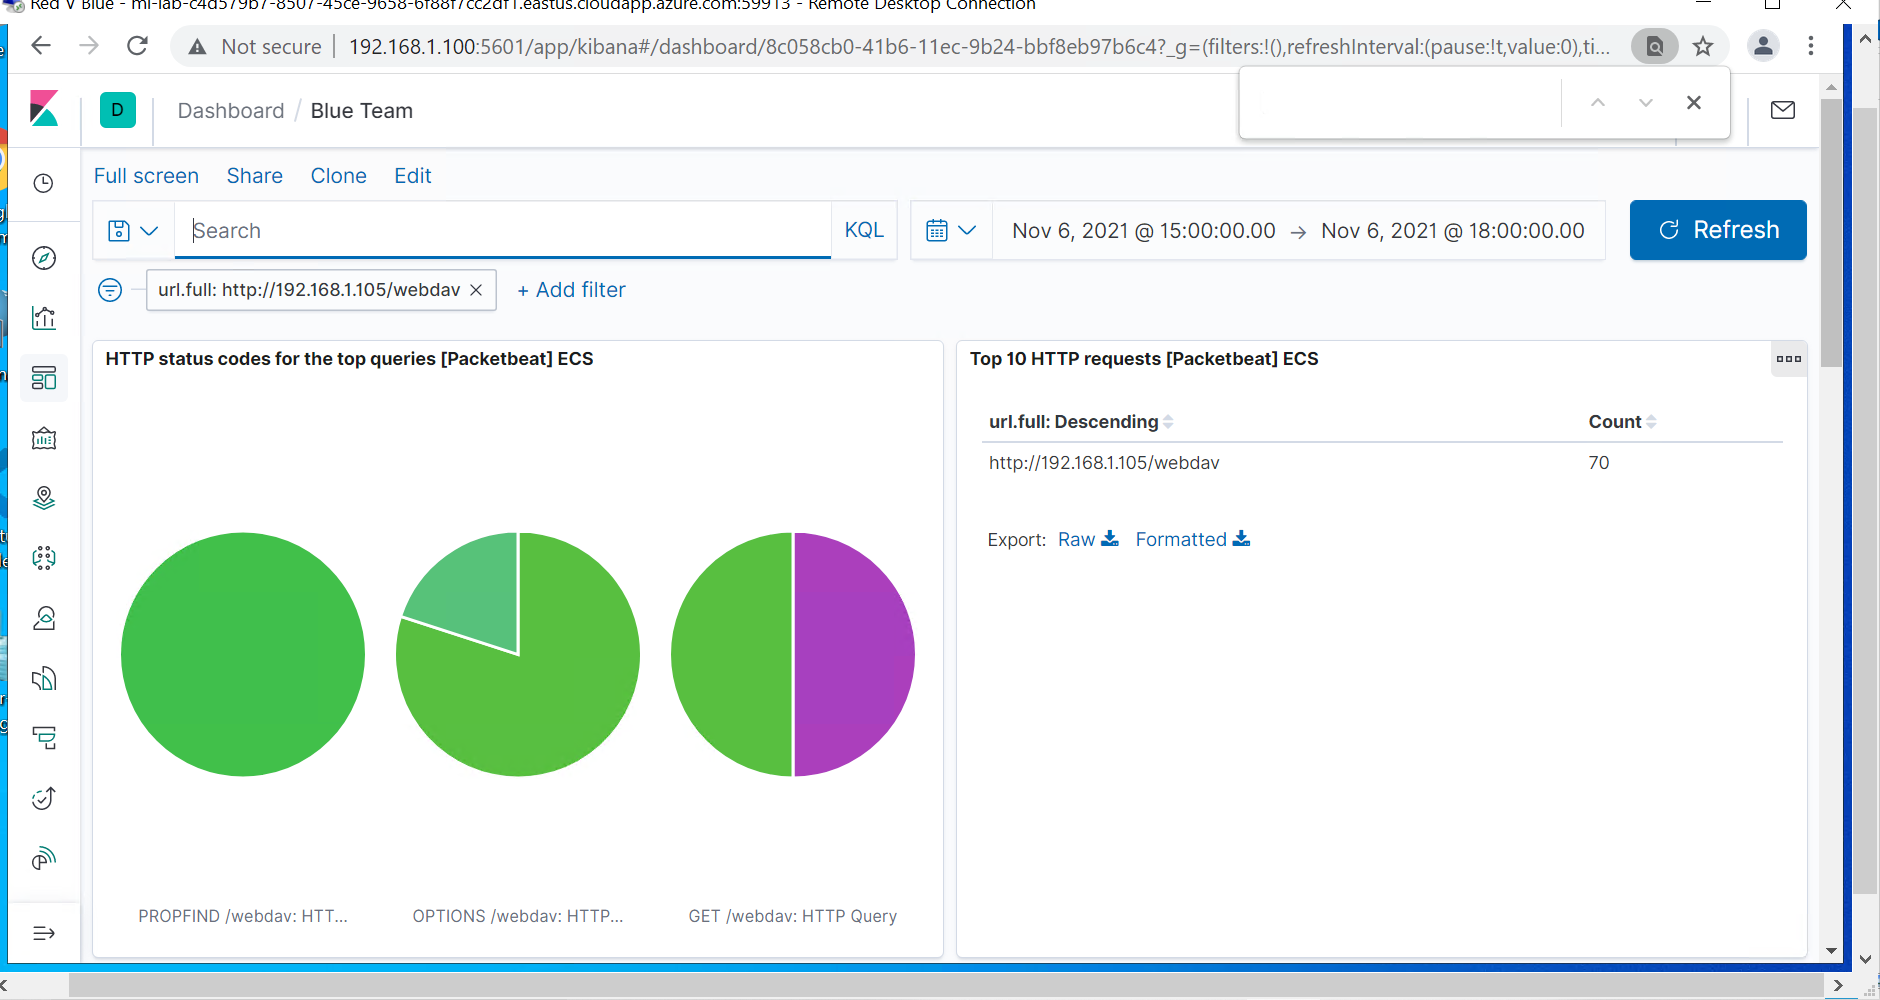 Red V Blue - ml-lab-c4d579b7-8507-45ce-9658-6f88f7cc2df1.eastus.cloudapp.azure.com:59913 - Remote Desktop Connection
Not secure 192.168.1.100:5601/app/kibana#/dashboard/8c058cb0-41b6-11ec-9b24-bbf8eb97b6c4?_g=(filters:!(),refreshInterval:(pause:!t,value:0),ti...
D Dashboard / Blue Team
Full screen Share Clone Edit
Search KQL Nov 6, 2021 @ 15:00:00.00 → Nov 6, 2021 @ 18:00:00.00 Refresh
url.full: http://192.168.1.105/webdav × + Add filter
HTTP status codes for the top queries [Packetbeat] ECS
PROPFIND /webdav: HTT...
OPTIONS /webdav: HTTP...
GET /webdav: HTTP Query
Top 10 HTTP requests [Packetbeat] ECS
url.full: Descending Count
http://192.168.1.105/webdav 70
Export: Raw Formatted